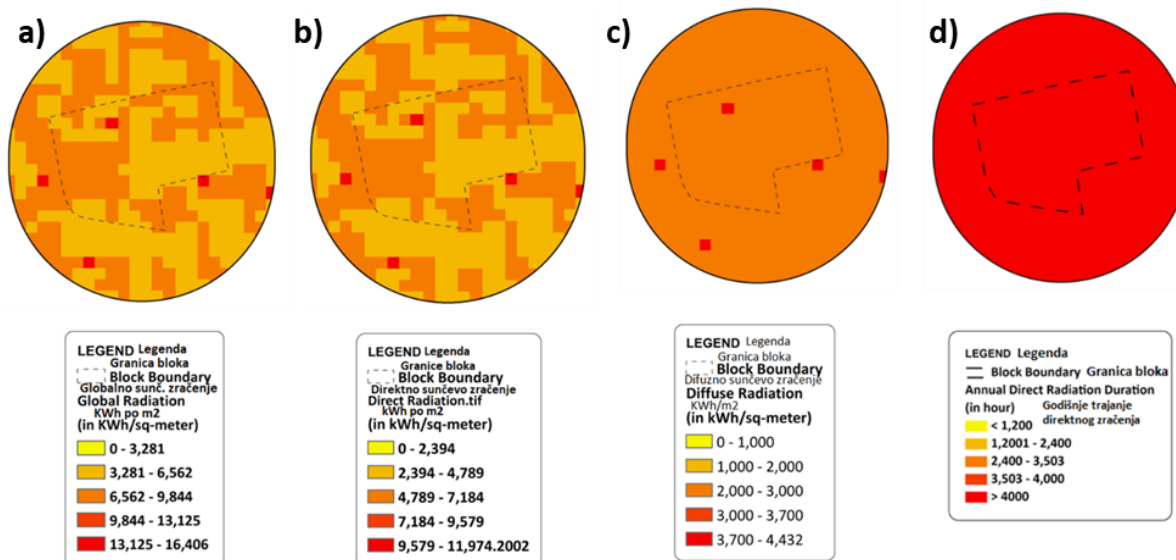 a)
b)
c)
d)
LEGEND Legenda
Granica bloka
Block Boundary
Globalno sunč. zračenje
Global Radiation
KWh po m2
(in KWh/sq-meter)
0 - 3,281
3,281 - 6,562
6,562 - 9,844
9,844 - 13,125
13,125 - 16,406
LEGEND Legenda
Granice bloka
Block Boundary
Direktno sunčevo zračenje
Direct Radiation.tif
kWh po m2
(in kWh/sq-meter)
0 - 2,394
2,394 - 4,789
4,789 - 7,184
7,184 - 9,579
9,579 - 11,974.2002
LEGEND Legenda
Granica bloka
Block Boundary
Difuzno sunčevo zračenje
Diffuse Radiation
KWh/m2
(in kWh/sq-meter)
0 - 1,000
1,000 - 2,000
2,000 - 3,000
3,000 - 3,700
3,700 - 4,432
LEGEND Legenda
Block Boundary Granica bloka
Annual Direct Radiation Duration
(in hour) Godišnje trajanje
direktnog zračenja
< 1,200
1,2001 - 2,400
2,400 - 3,503
3,503 - 4,000
> 4000